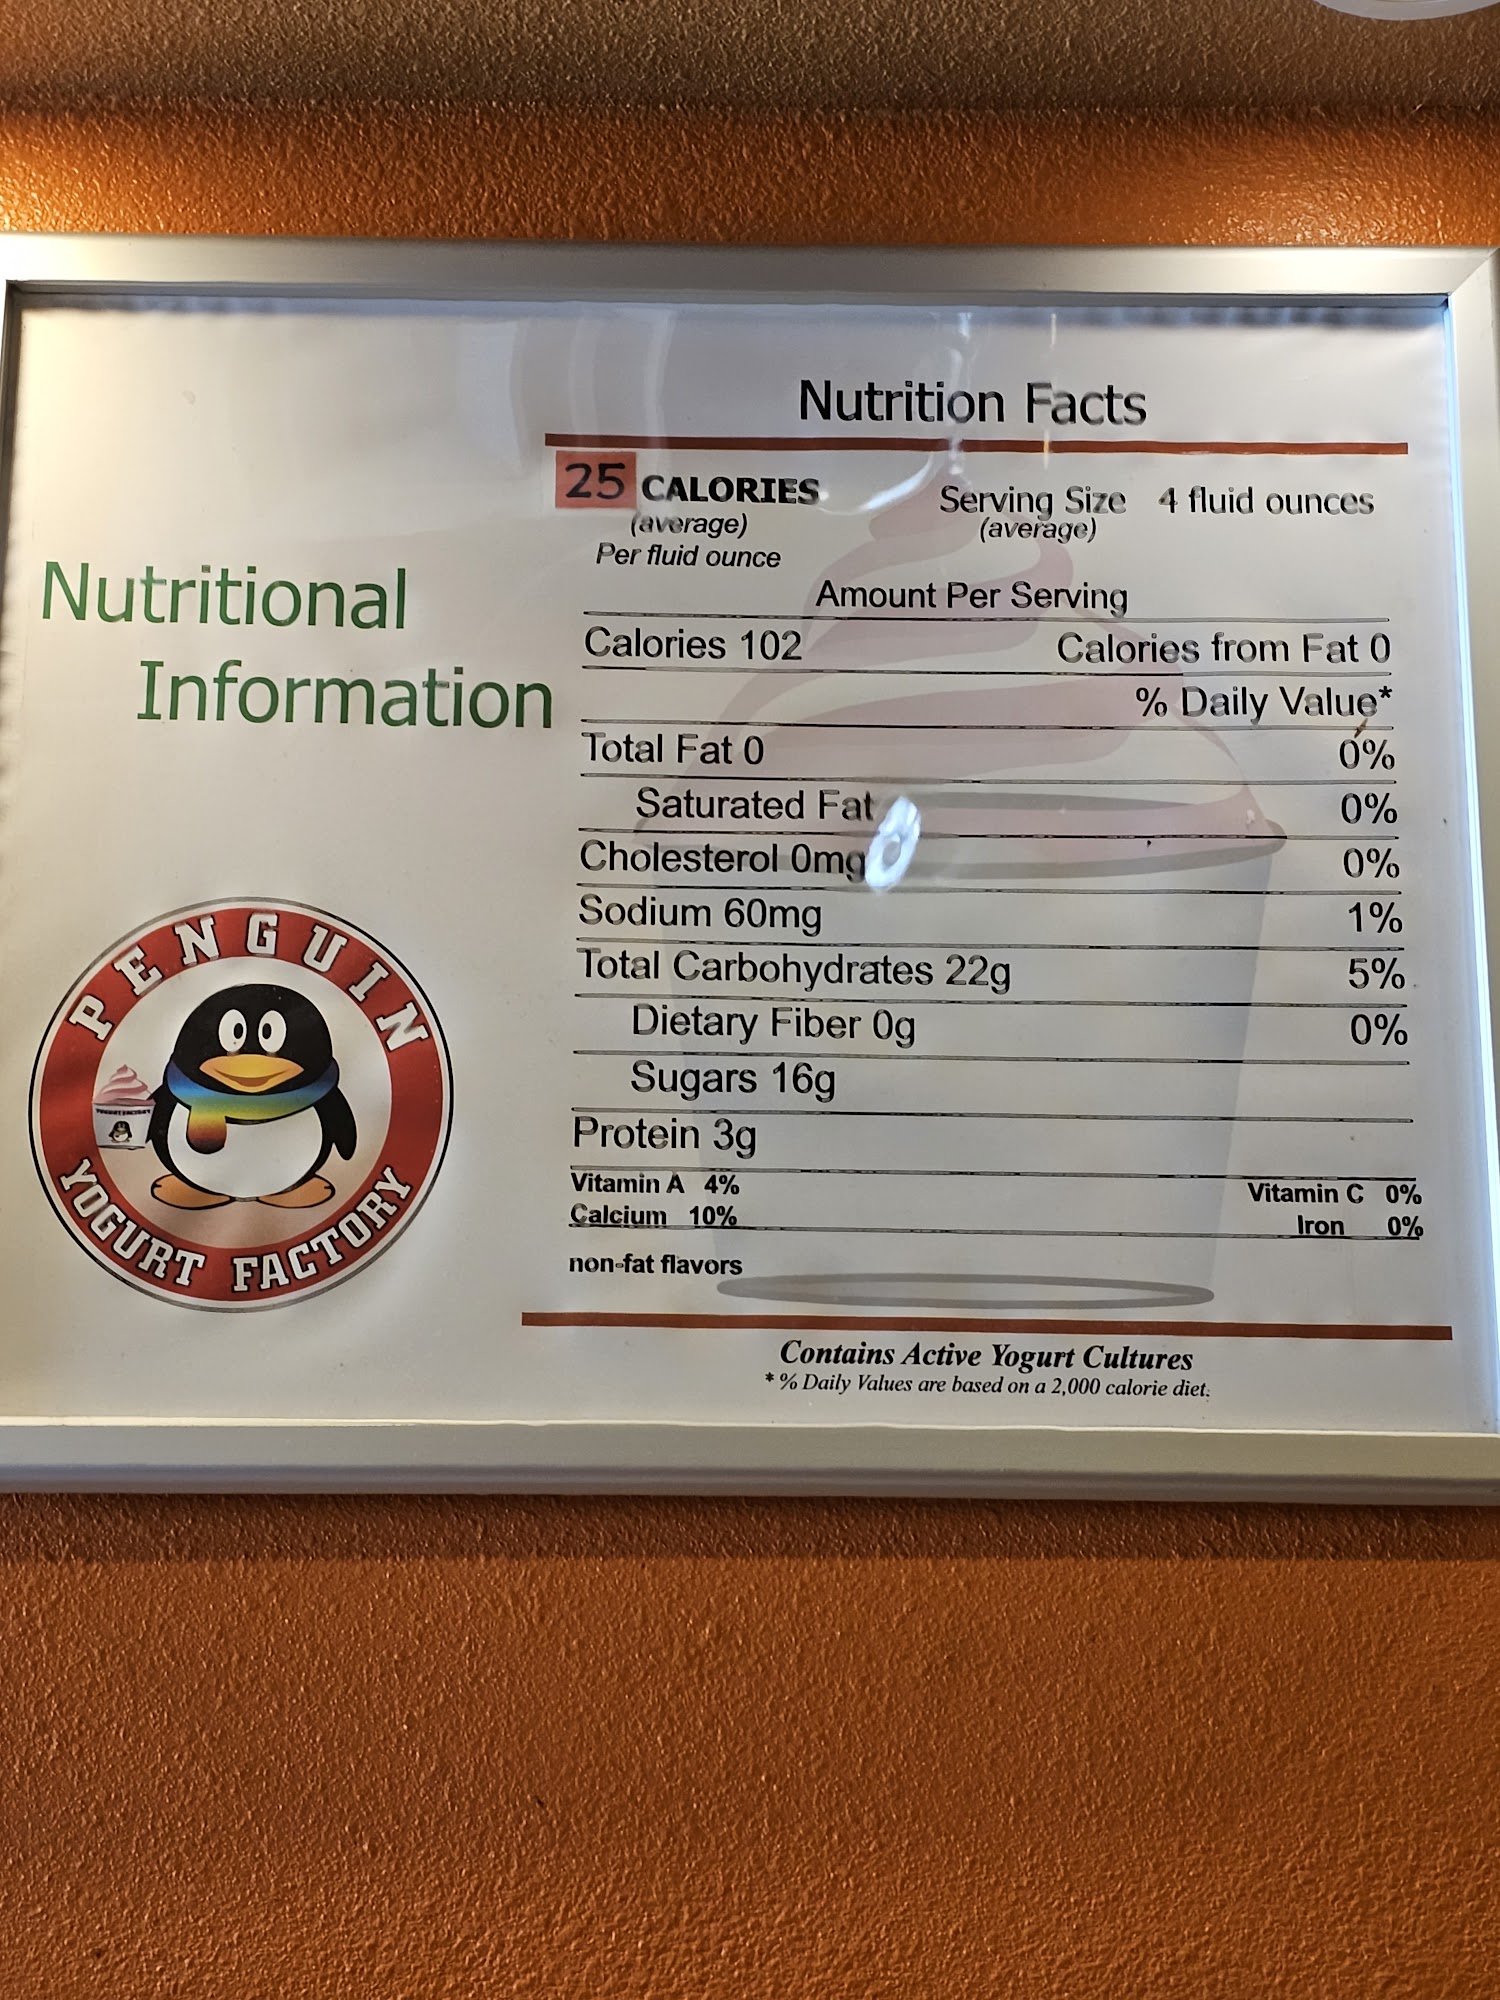 Nutritional
Information
PENGUIN
YOGURT FACTORY
Nutrition Facts
25 CALORIES
(average)
Per fluid ounce
Serving Size 4 fluid ounces
(average)
Amount Per Serving
Calories 102 Calories from Fat 0
% Daily Value*
Total Fat 0 0%
Saturated Fat 0%
Cholesterol 0mg 0%
Sodium 60mg 1%
Total Carbohydrates 22g 5%
Dietary Fiber 0g 0%
Sugars 16g
Protein 3g
Vitamin A 4% Vitamin C 0%
Calcium 10% Iron 0%
non-fat flavors
Contains Active Yogurt Cultures
* % Daily Values are based on a 2,000 calorie diet.